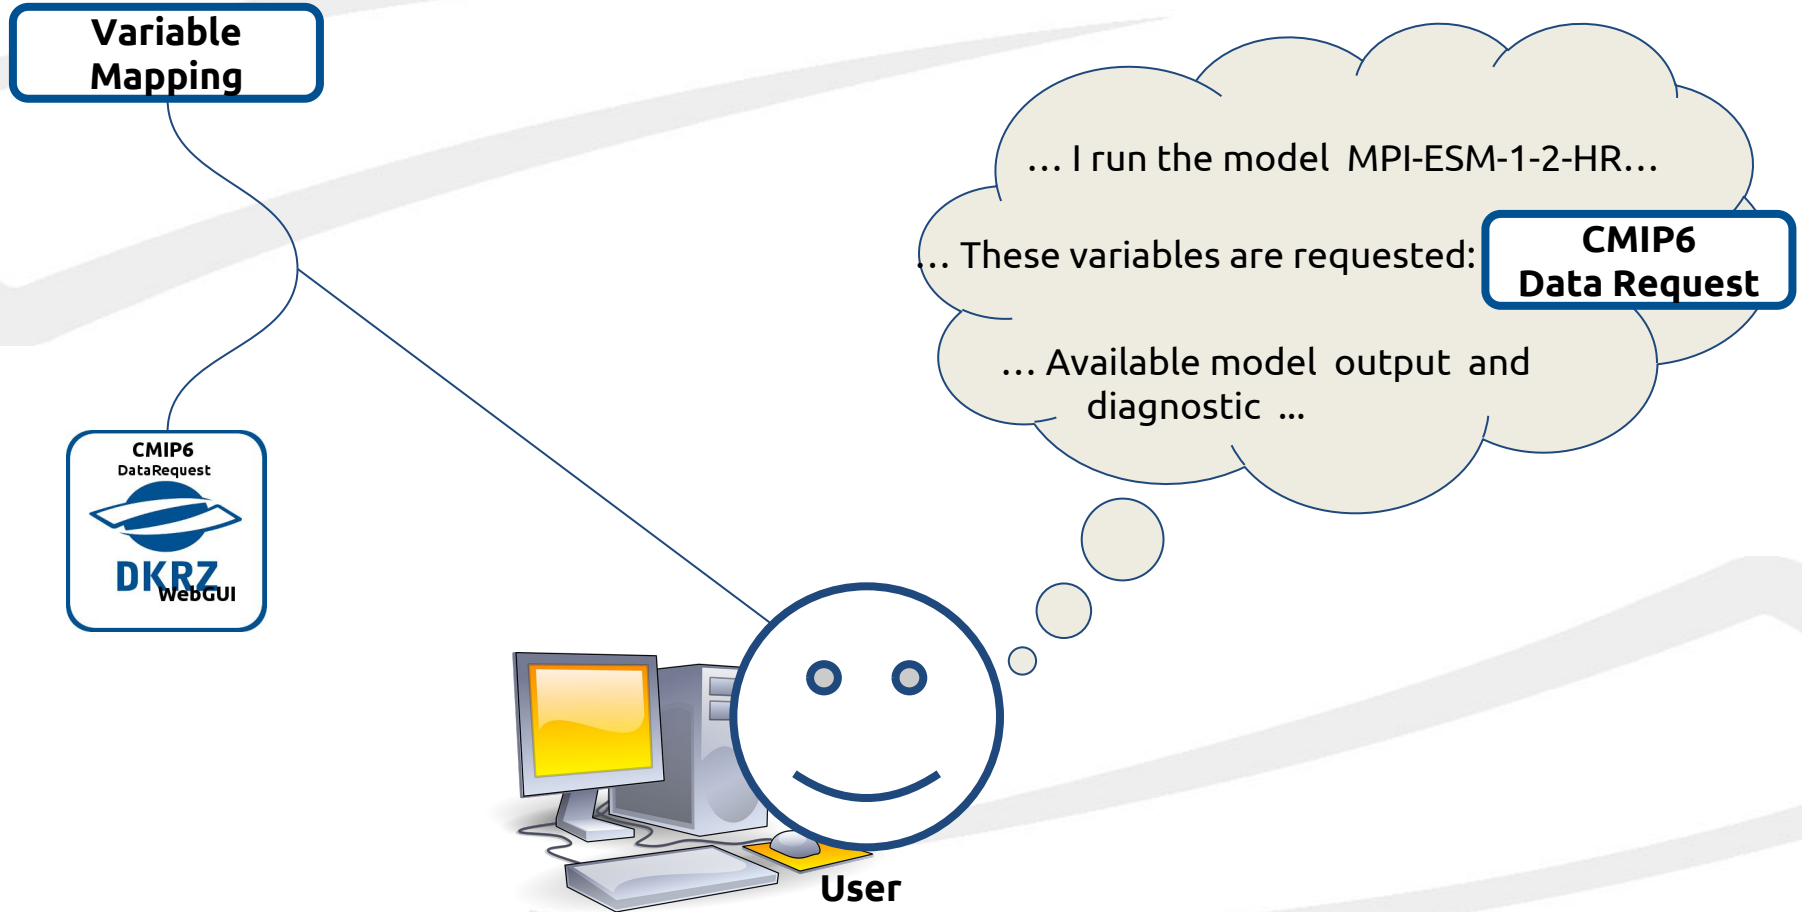 Variable
Mapping
… I run the model MPI-ESM-1-2-HR…
… These variables are requested:
CMIP6
Data Request
… Available model output and
diagnostic ...
CMIP6
DataRequest
DKRZ
WebGUI
User